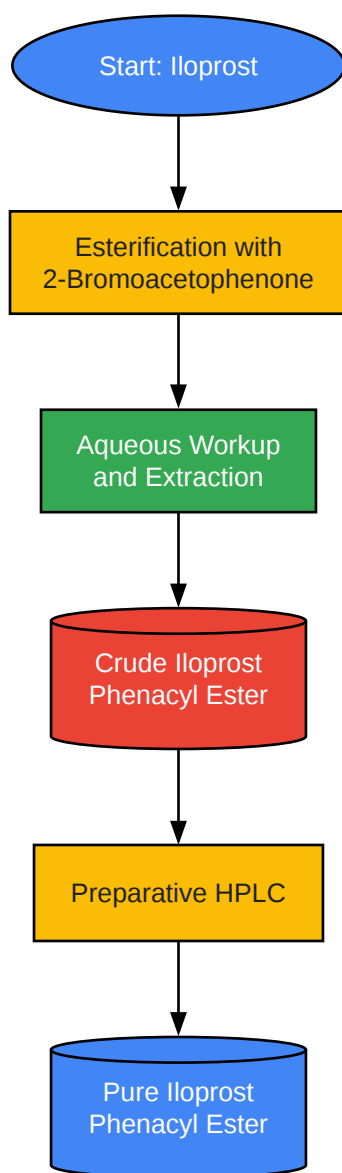 Start: Iloprost
Esterification with
2-Bromoacetophenone
Aqueous Workup
and Extraction
Crude Iloprost
Phenacyl Ester
Preparative HPLC
Pure Iloprost
Phenacyl Ester